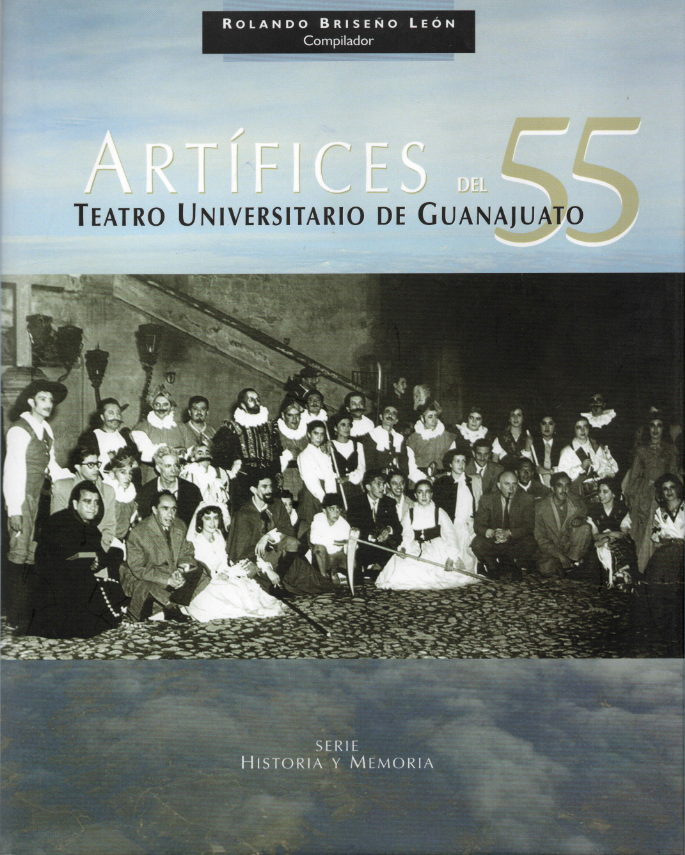 ROLANDO BRISEÑO LEÓN
Compilador
ARTÍFICES DEL 55
TEATRO UNIVERSITARIO DE GUANAJUATO
SERIE
HISTORIA Y MEMORIA